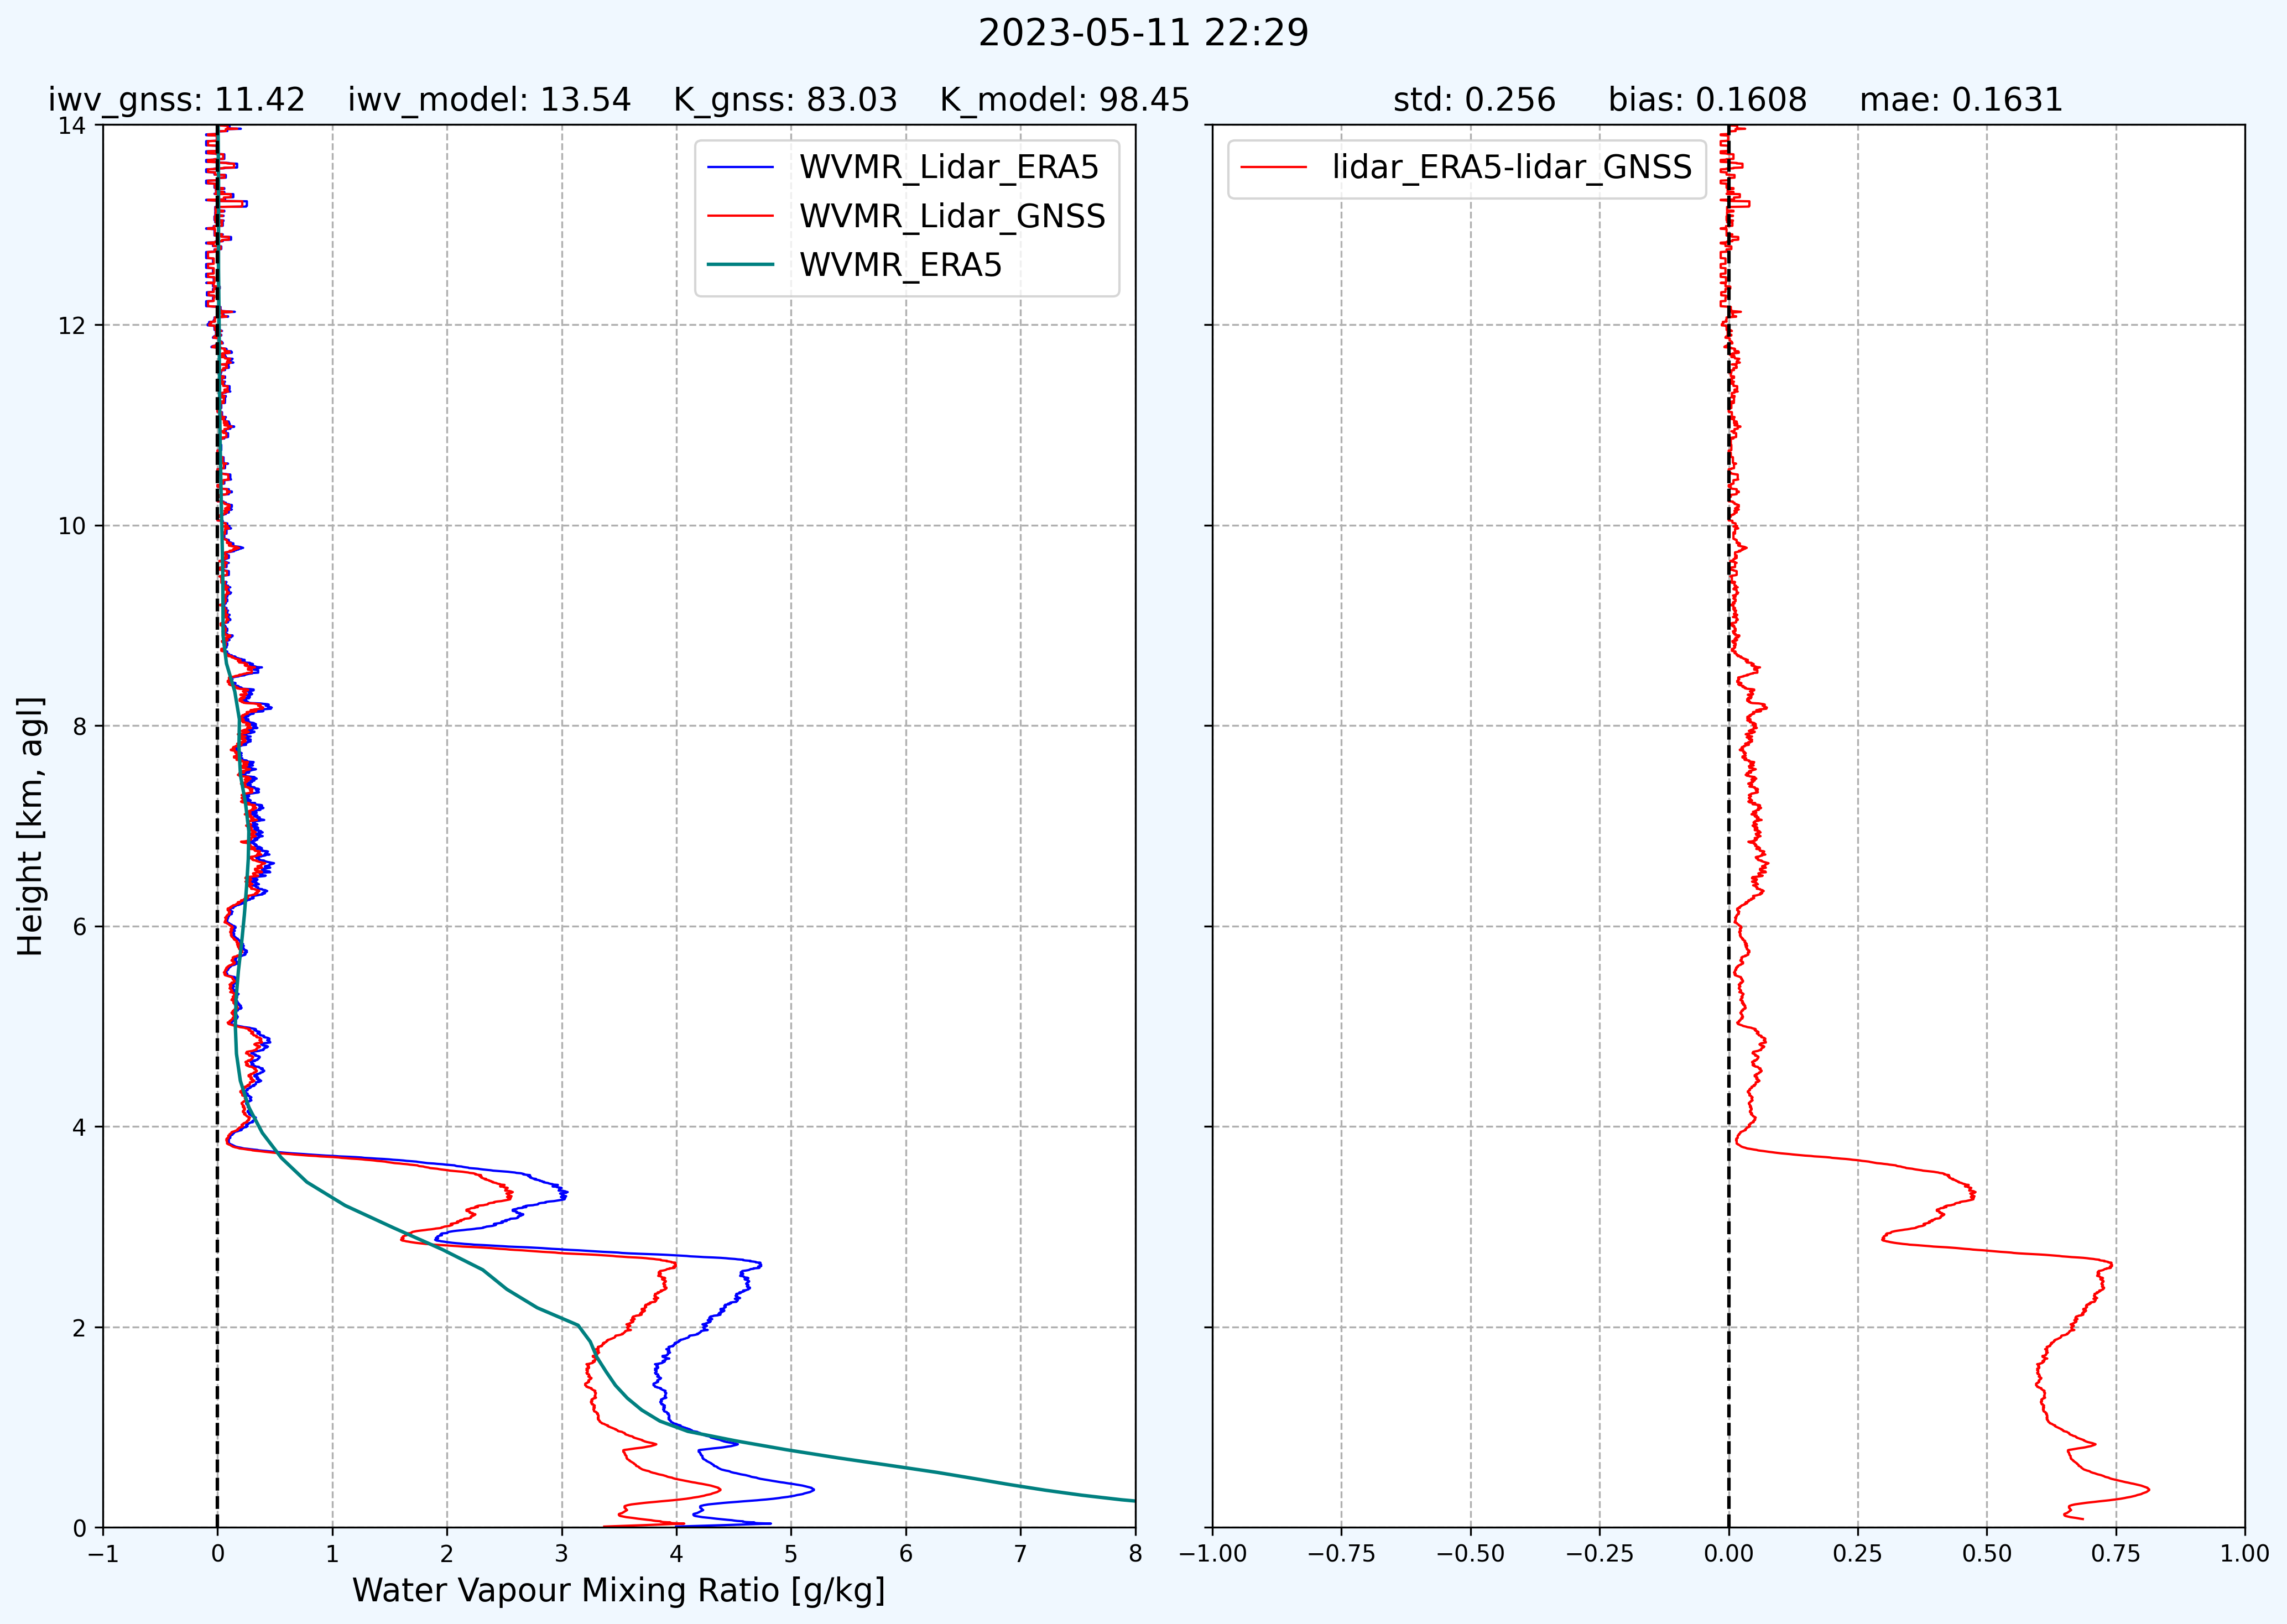 2023-05-11 22:29
iwv_gnss: 11.42 iwv_model: 13.54 K_gnss: 83.03 K_model: 98.45
std: 0.256 bias: 0.1608 mae: 0.1631
WVMR_Lidar_ERA5
WVMR_Lidar_GNSS
WVMR_ERA5
lidar_ERA5-lidar_GNSS
Height [km, agl]
14
12
10
8
6
4
2
0
−1 0 1 2 3 4 5 6 7 8
Water Vapour Mixing Ratio [g/kg]
−1.00 −0.75 −0.50 −0.25 0.00 0.25 0.50 0.75 1.00